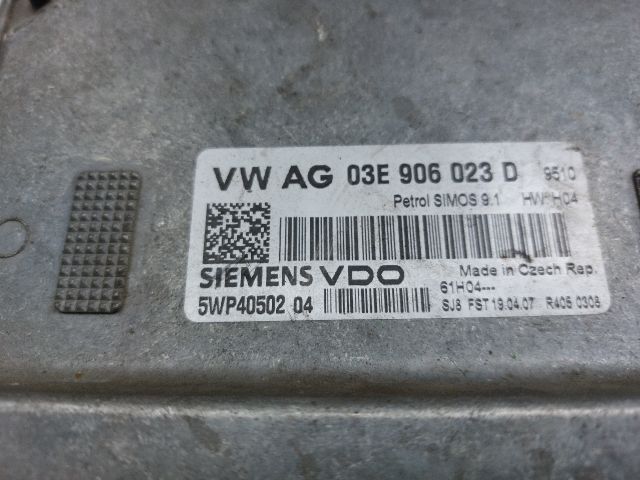 VW AG 03E 906 023 D 9510
Petrol SIMOS 9.1 HW: H04
SIEMENS VDO Made in Czech Rep.
5WP40502 04 61H04---
SJ8 FST 19.04.07 R405 0308